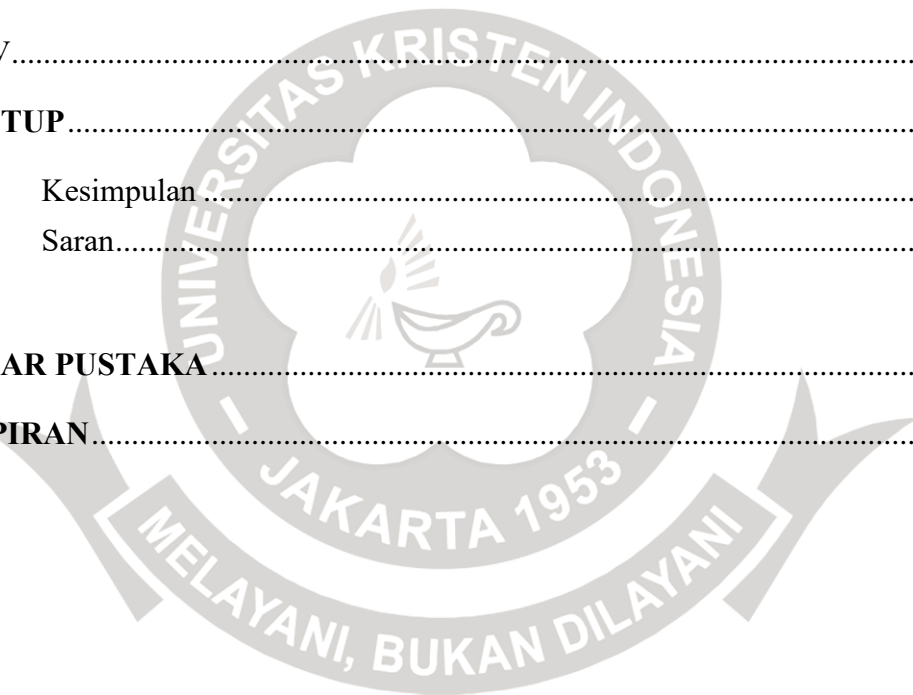 V........................................................................................................
TUP........................................................................................................
Kesimpulan........................................................................................................
Saran........................................................................................................
AR PUSTAKA........................................................................................................
PIRAN........................................................................................................
UNIVERSITAS KRISTEN INDONESIA
JAKARTA 1953
MELAYANI, BUKAN DILAYANI